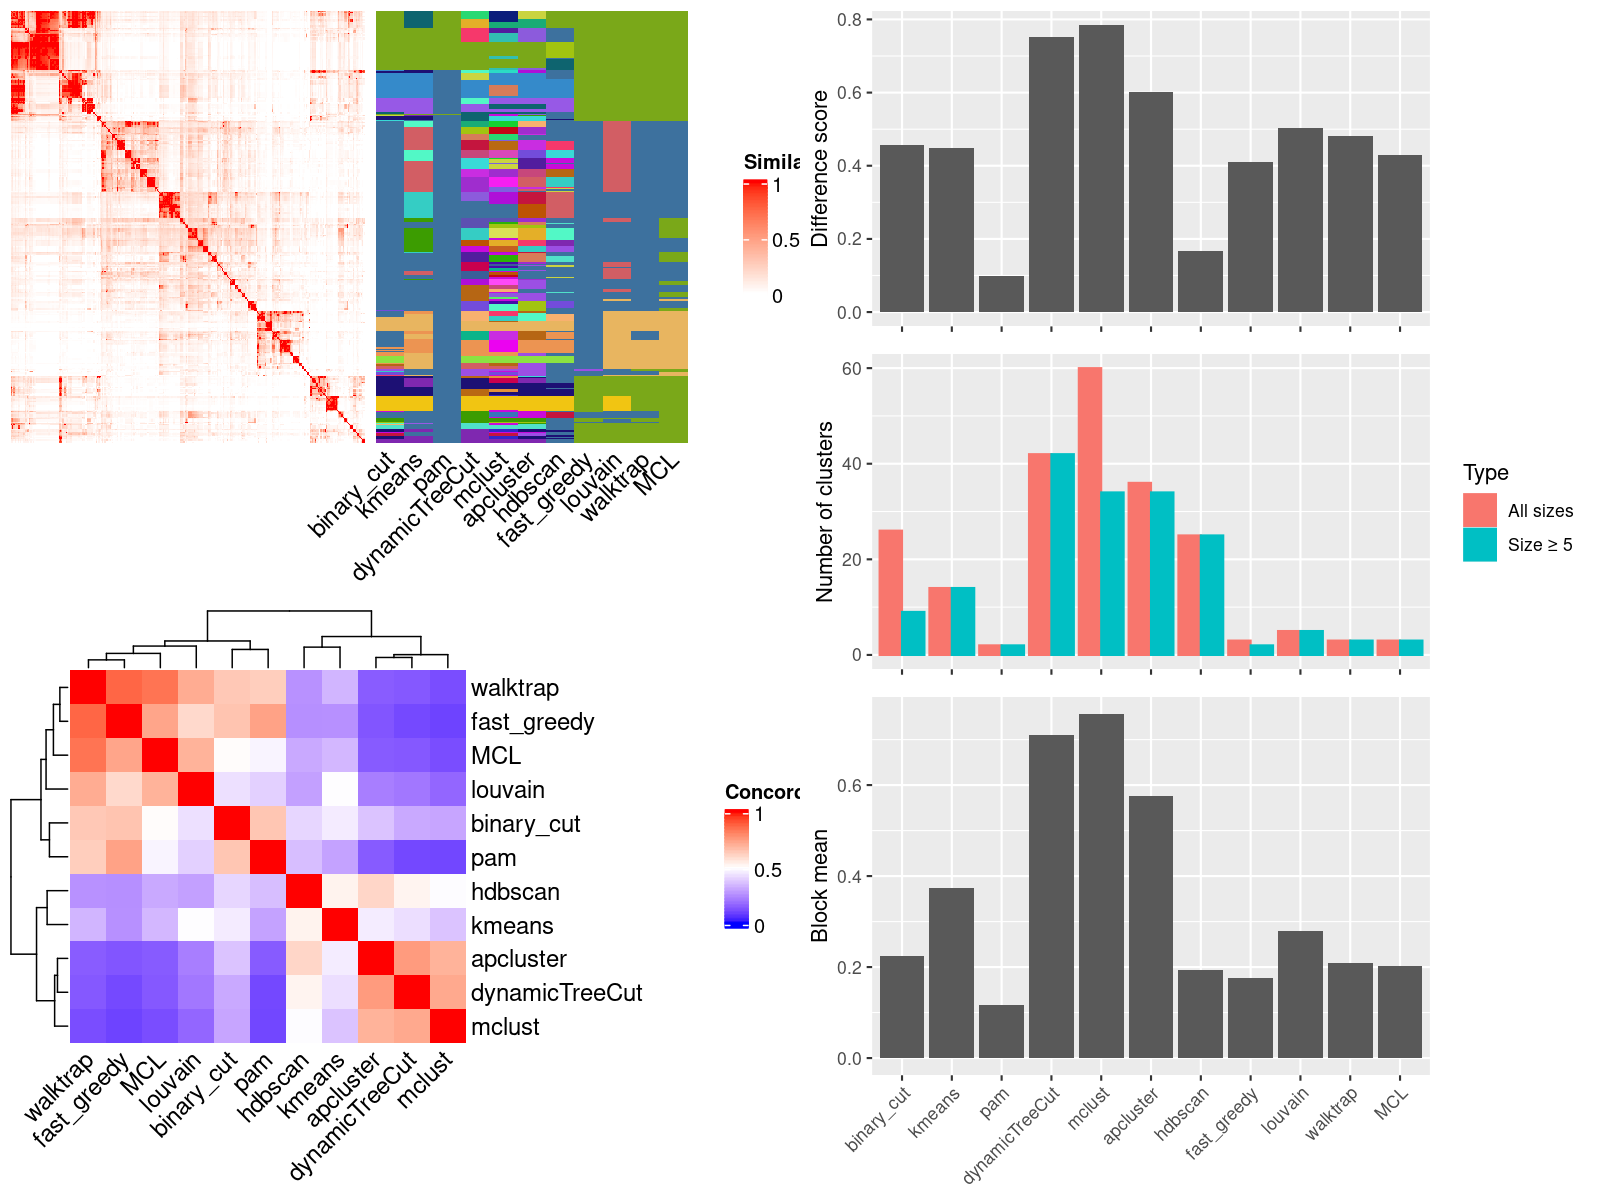 Simila
1
0.5
0
binary_cut
kmeans
pam
dynamicTreeCut
mclust
apcluster
hdbscan
fast_greedy
louvain
walktrap
MCL
walktrap
fast_greedy
MCL
louvain
binary_cut
pam
hdbscan
kmeans
apcluster
dynamicTreeCut
mclust
Concord
1
0.5
0
walktrap
fast_greedy
MCL
louvain
binary_cut
pam
hdbscan
kmeans
apcluster
dynamicTreeCut
mclust
Difference score
0.8
0.6
0.4
0.2
0.0
Number of clusters
60
40
20
0
Type
All sizes
Size ≥ 5
Block mean
0.6
0.4
0.2
0.0
binary_cut
kmeans
pam
dynamicTreeCut
mclust
apcluster
hdbscan
fast_greedy
louvain
walktrap
MCL